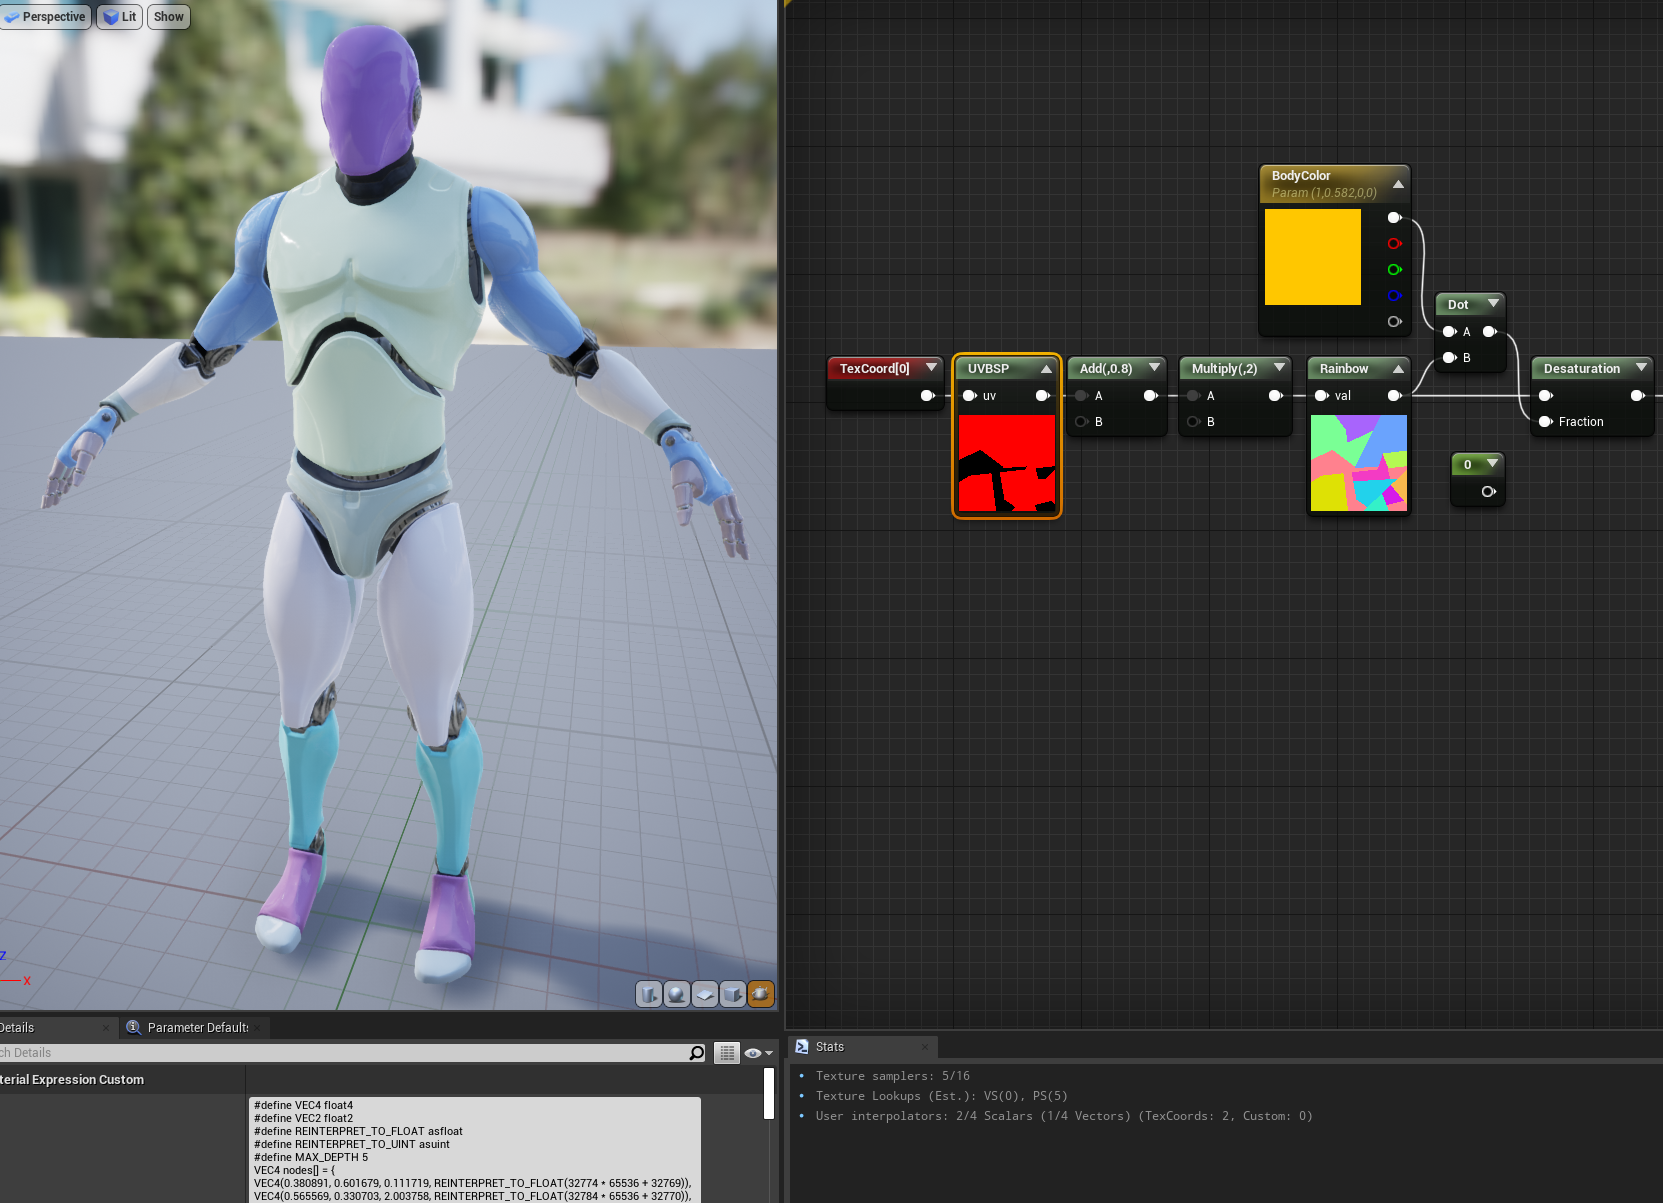 Perspective
Lit
Show
BodyColor
Param (1,0.582,0,0)
Dot
A
B
TexCoord[0]
UVBSP
uv
Add(,0.8)
A
B
Multiply(,2)
A
B
Rainbow
val
Desaturation
Fraction
0
Z
X
Details
Parameter Default
ch Details
terial Expression Custom
#define VEC4 float4
#define VEC2 float2
#define REINTERPRET_TO_FLOAT asfloat
#define REINTERPRET_TO_UINT asuint
#define MAX_DEPTH 5
VEC4 nodes[] = {
VEC4(0.380891, 0.601679, 0.111719, REINTERPRET_TO_FLOAT(32774 * 65536 + 32769)),
VEC4(0.565569, 0.330703, 2.003758, REINTERPRET_TO_FLOAT(32784 * 65536 + 32770)),
Stats
Texture samplers: 5/16
Texture Lookups (Est.): VS(0), PS(5)
User interpolators: 2/4 Scalars (1/4 Vectors) (TexCoords: 2, Custom: 0)